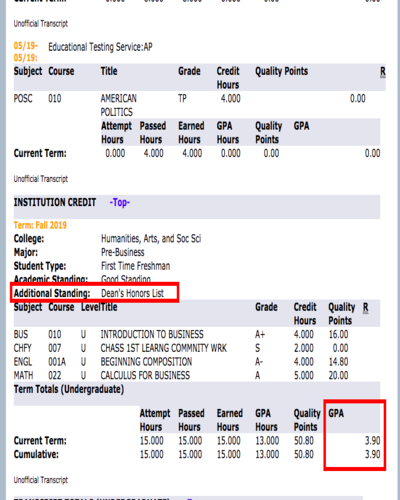 Unofficial Transcript
05/19- Educational Testing Service:AP
05/19:
Subject Course Title Grade Credit Hours Quality Points R
POSC 010 AMERICAN POLITICS TP 4.000 0.00
Attempt Hours Passed Hours Earned Hours GPA Hours Quality Points GPA
Current Term: 0.000 4.000 4.000 0.000 0.00 0.00
Unofficial Transcript
INSTITUTION CREDIT -Top-
Term: Fall 2019
College: Humanities, Arts, and Soc Sci
Major: Pre-Business
Student Type: First Time Freshman
Academic Standing: Good Standing
Additional Standing: Dean's Honors List
Subject Course Level Title Grade Credit Hours Quality Points R
BUS 010 U INTRODUCTION TO BUSINESS A+ 4.000 16.00
CHFY 007 U CHASS 1ST LEARNG COMMNITY WRK S 2.000 0.00
ENGL 001A U BEGINNING COMPOSITION A- 4.000 14.80
MATH 022 U CALCULUS FOR BUSINESS A 5.000 20.00
Term Totals (Undergraduate)
Attempt Hours Passed Hours Earned Hours GPA Hours Quality Points GPA
Current Term: 15.000 15.000 15.000 13.000 50.80 3.90
Cumulative: 15.000 15.000 15.000 13.000 50.80 3.90
Unofficial Transcript